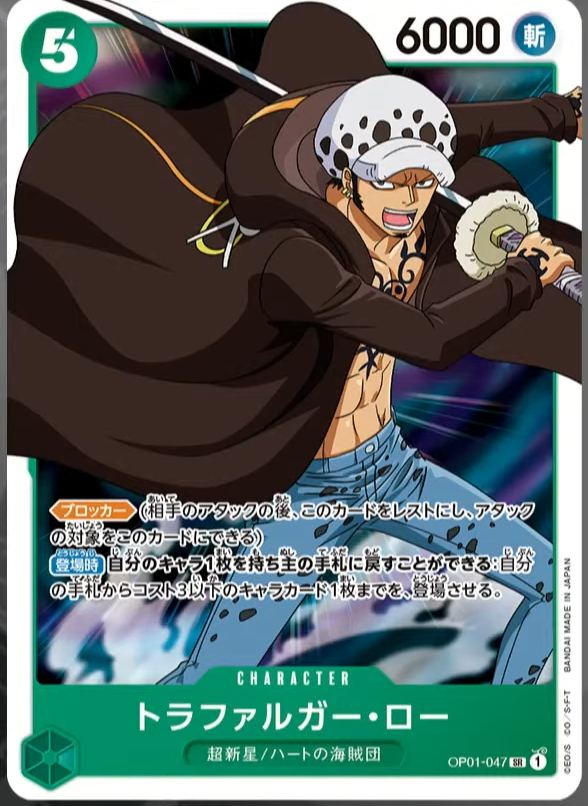 5
6000 斬
ブロッカー (相手のアタックの後、このカードをレストにし、アタック
の対象をこのカードにできる)
登場時 自分のキャラ1枚を持ち主の手札に戻すことができる:自分
の手札からコスト3以下のキャラカード1枚までを、登場させる。
CHARACTER
トラファルガー・ロー
超新星/ハートの海賊団
OP01-047 SR 1
©E.O/S ©O/S・F・T BANDAI MADE IN JAPAN